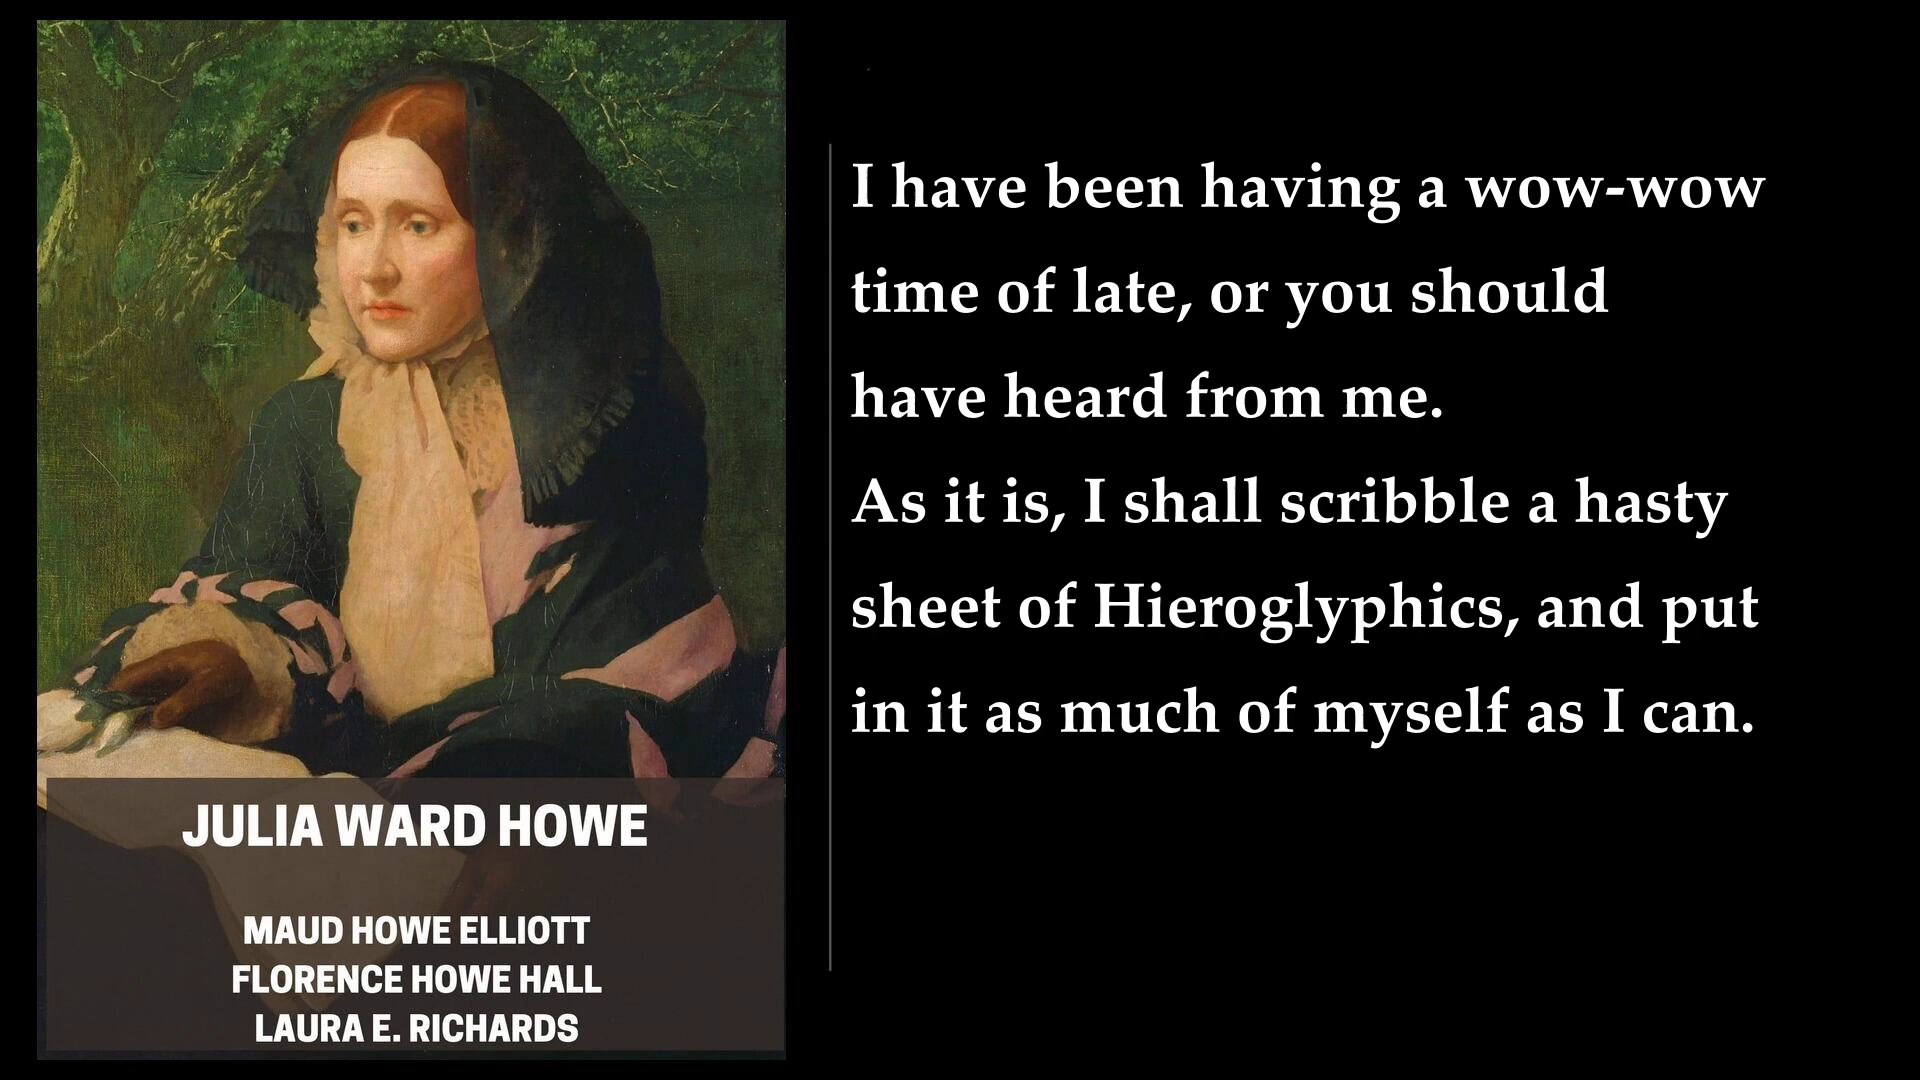 JULIA WARD HOWE
MAUD HOWE ELLIOTT
FLORENCE HOWE HALL
LAURA E. RICHARDS
I have been having a wow-wow
time of late, or you should
have heard from me.
As it is, I shall scribble a hasty
sheet of Hieroglyphics, and put
in it as much of myself as I can.